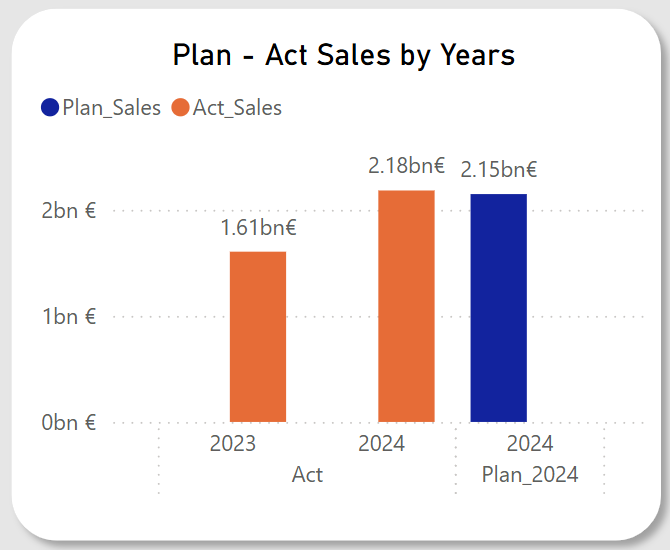 Plan - Act Sales by Years
Plan_Sales Act_Sales
2.18bn€ 2.15bn€
2bn €
1.61bn€
1bn €
0bn €
2023 2024 2024
Act Plan_2024